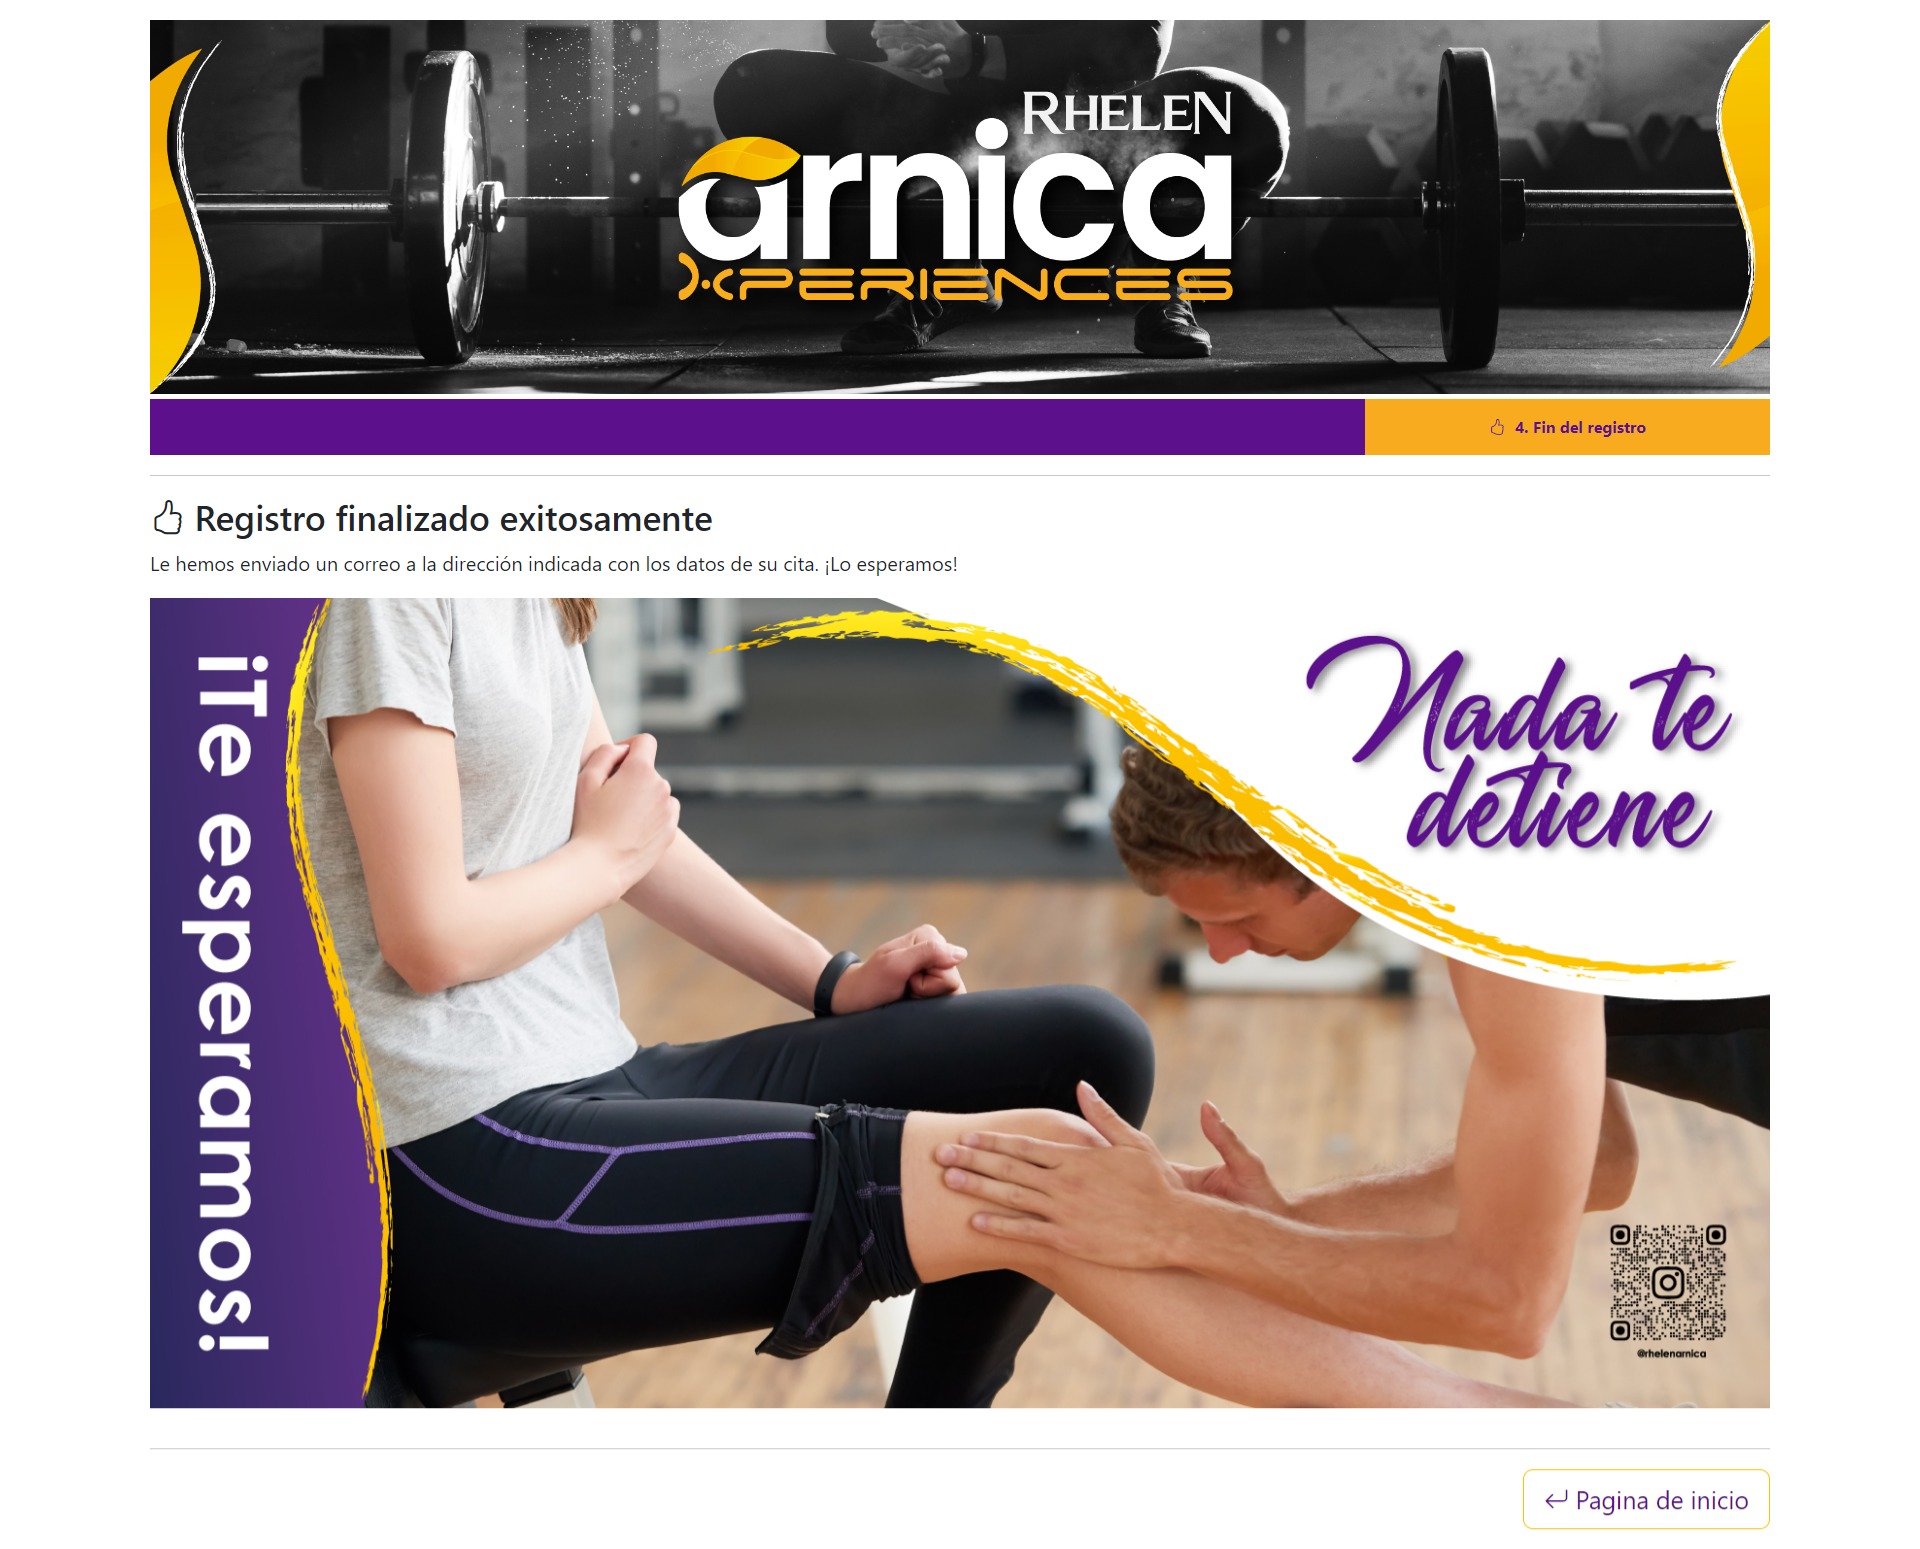 RHELEN
arnica
XPERIENCES
4. Fin del registro
Registro finalizado exitosamente
Le hemos enviado un correo a la dirección indicada con los datos de su cita. ¡Lo esperamos!
¡Te esperamos!
Nada te
detiene
@rhelenarnica
Pagina de inicio